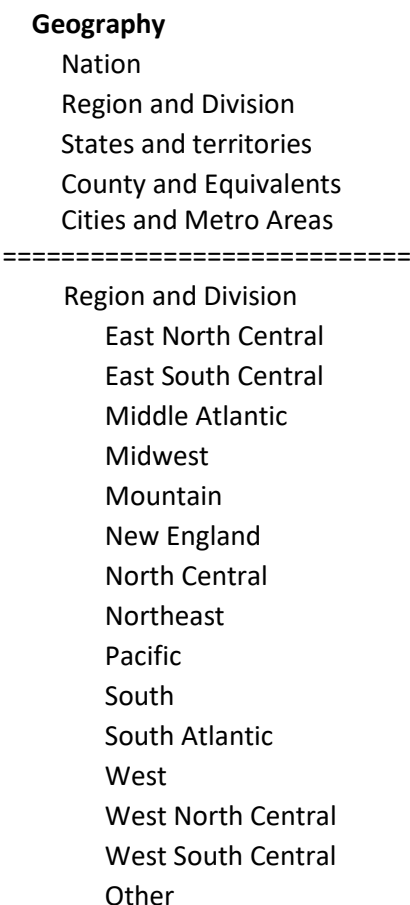 Geography
Nation
Region and Division
States and territories
County and Equivalents
Cities and Metro Areas
============================
Region and Division
East North Central
East South Central
Middle Atlantic
Midwest
Mountain
New England
North Central
Northeast
Pacific
South
South Atlantic
West
West North Central
West South Central
Other